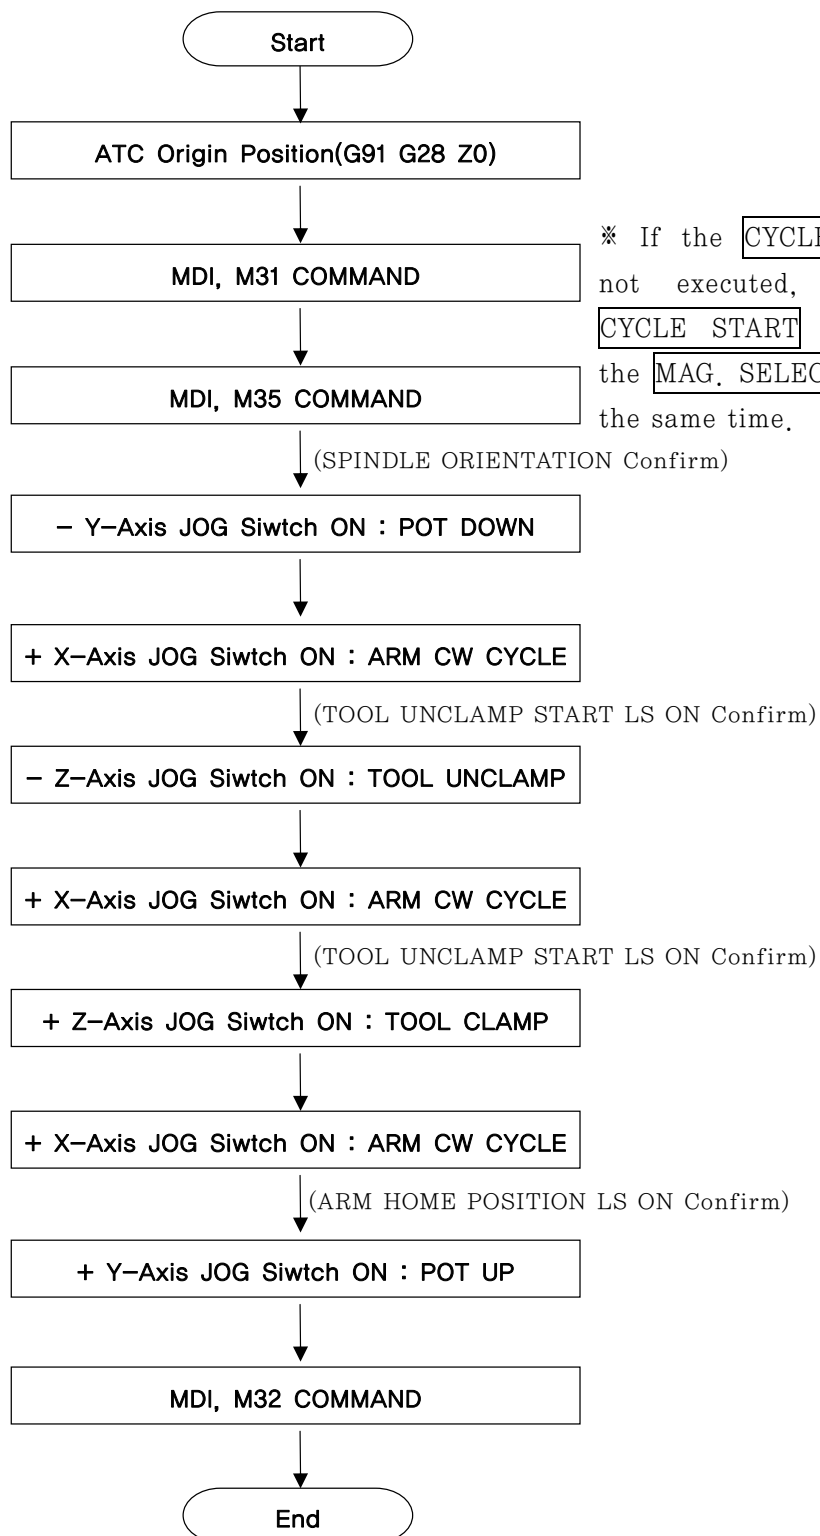 Start
ATC Origin Position(G91 G28 Z0)
※ If the CYCLE
MDI, M31 COMMAND
not executed,
CYCLE START
MDI, M35 COMMAND
the MAG. SELEC
the same time.
(SPINDLE ORIENTATION Confirm)
- Y-Axis JOG Siwtch ON : POT DOWN
+ X-Axis JOG Siwtch ON : ARM CW CYCLE
(TOOL UNCLAMP START LS ON Confirm)
- Z-Axis JOG Siwtch ON : TOOL UNCLAMP
+ X-Axis JOG Siwtch ON : ARM CW CYCLE
(TOOL UNCLAMP START LS ON Confirm)
+ Z-Axis JOG Siwtch ON : TOOL CLAMP
+ X-Axis JOG Siwtch ON : ARM CW CYCLE
(ARM HOME POSITION LS ON Confirm)
+ Y-Axis JOG Siwtch ON : POT UP
MDI, M32 COMMAND
End